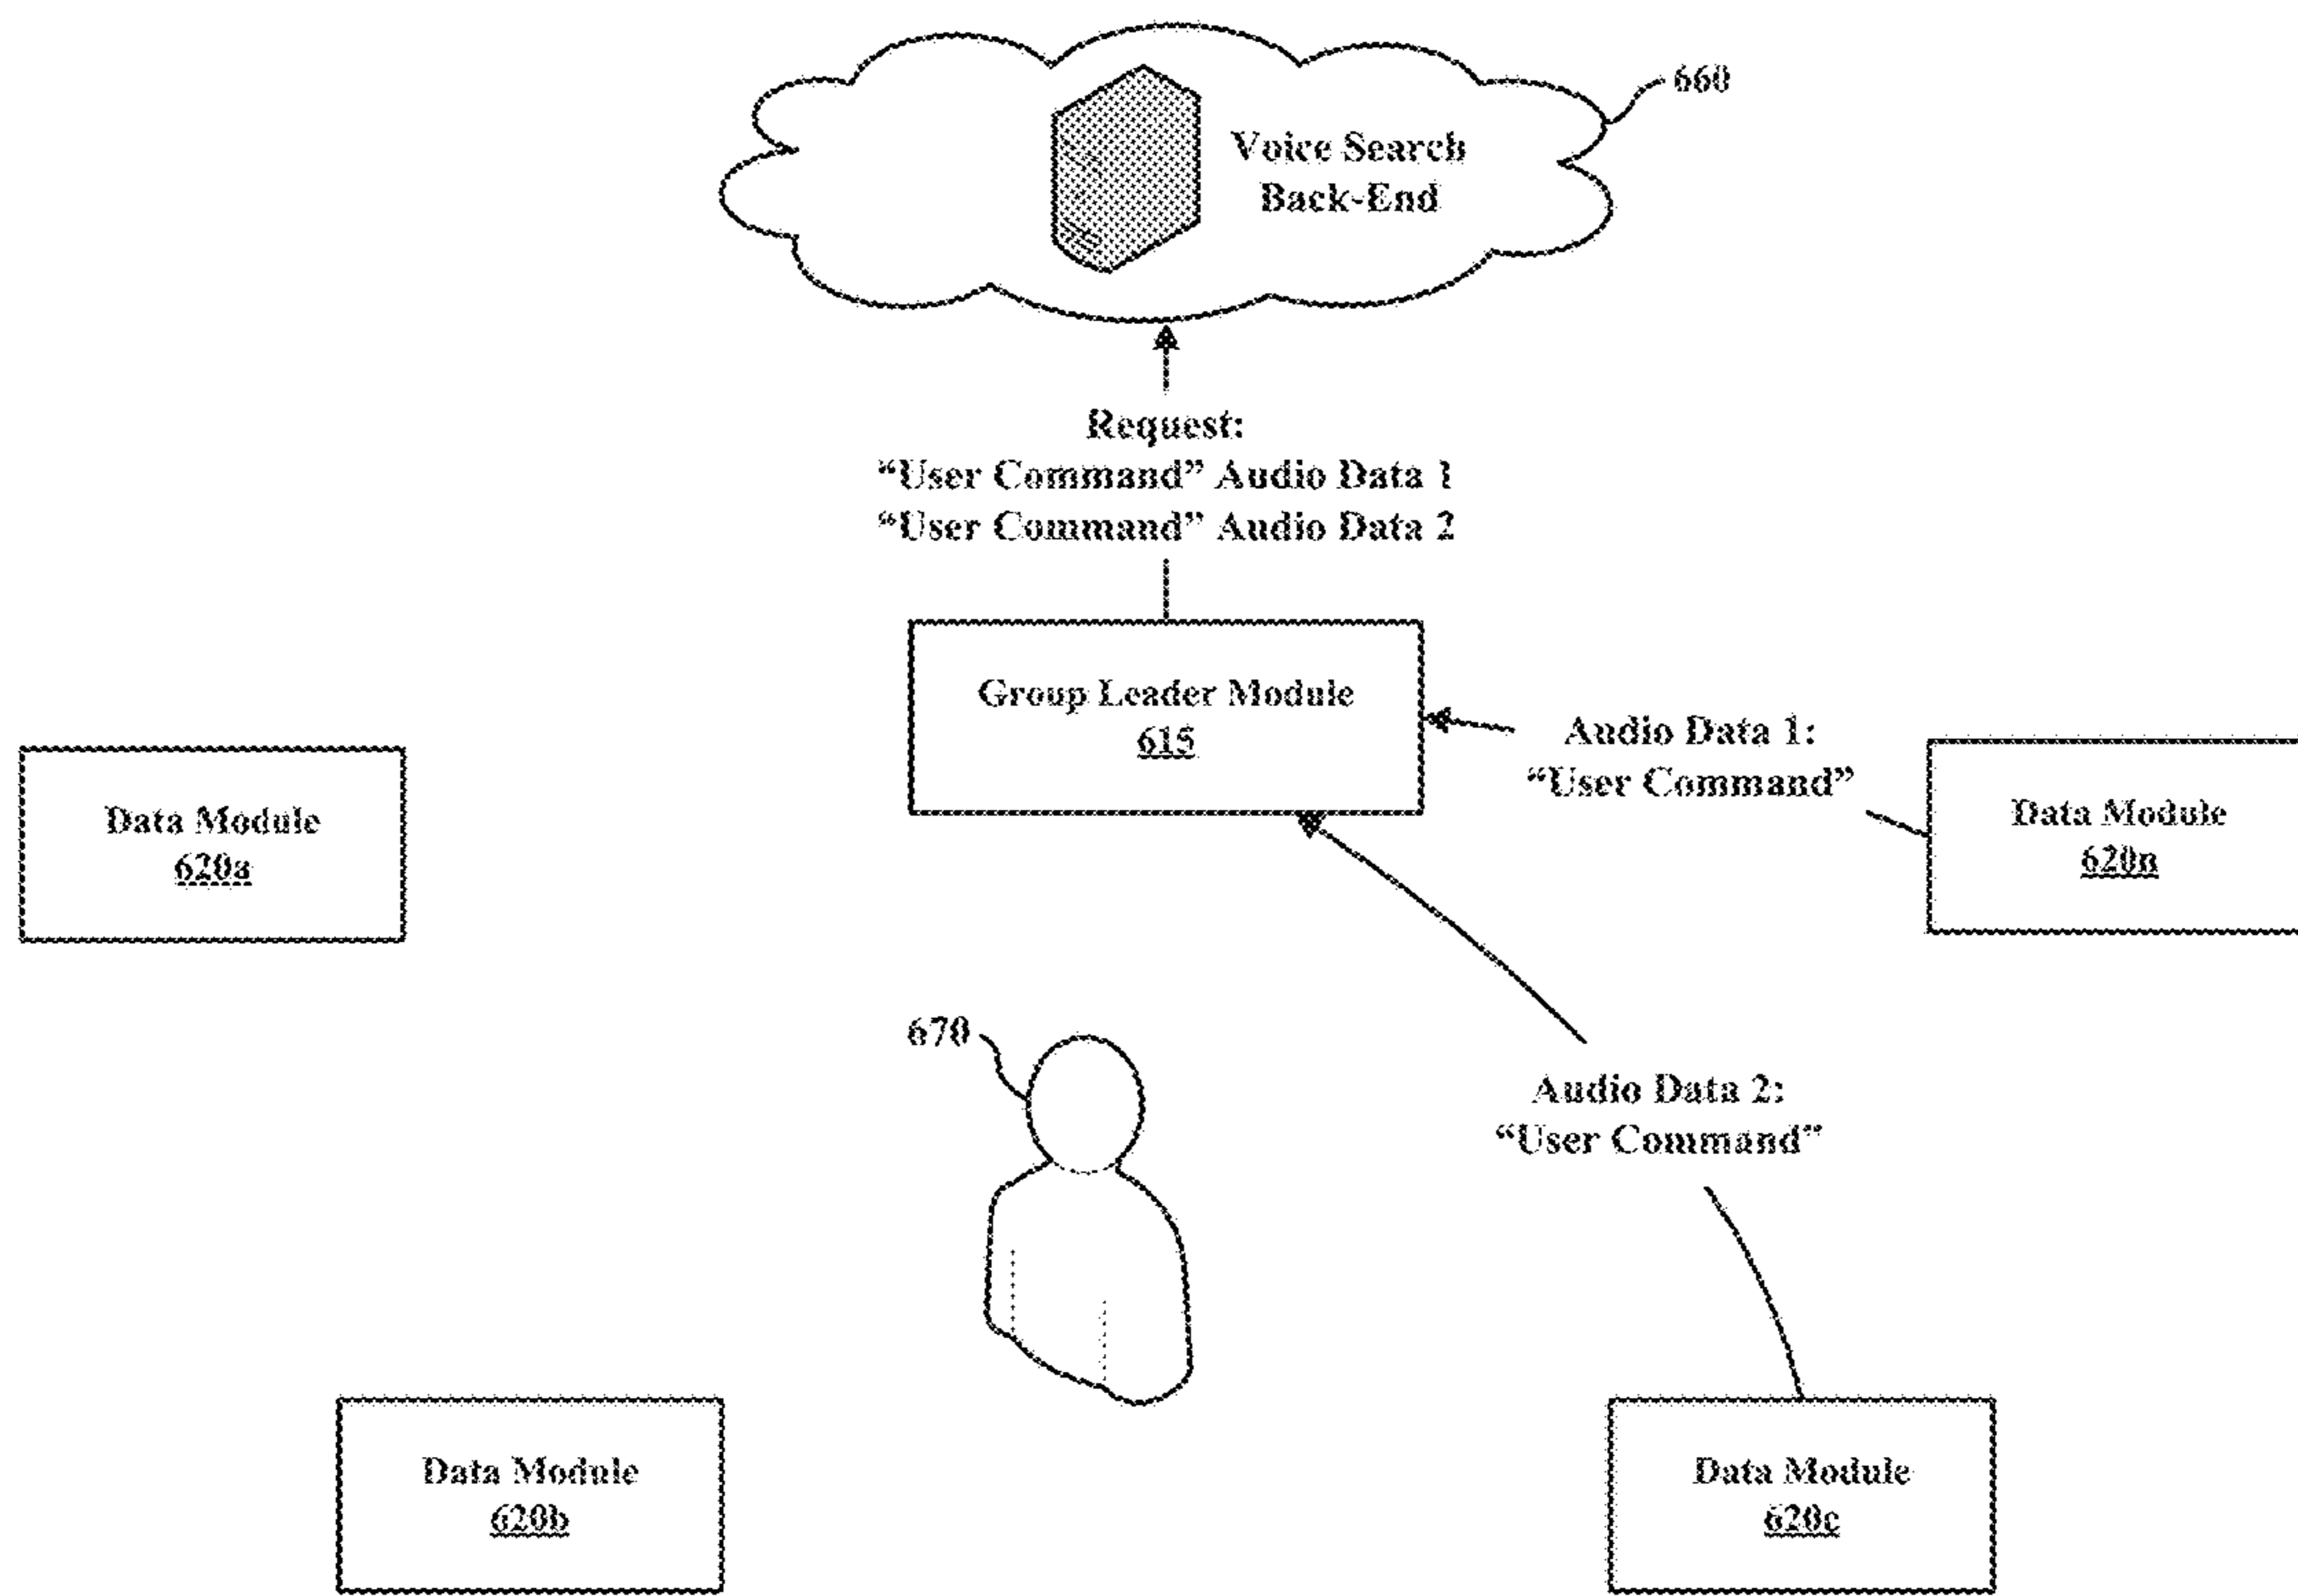 660
Voice Search
Back-End
Request:
“User Command” Audio Data 1
“User Command” Audio Data 2
Group Leader Module
615
Audio Data 1:
“User Command”
Data Module
620a
Data Module
620n
670
Audio Data 2:
“User Command”
Data Module
620b
Data Module
620c